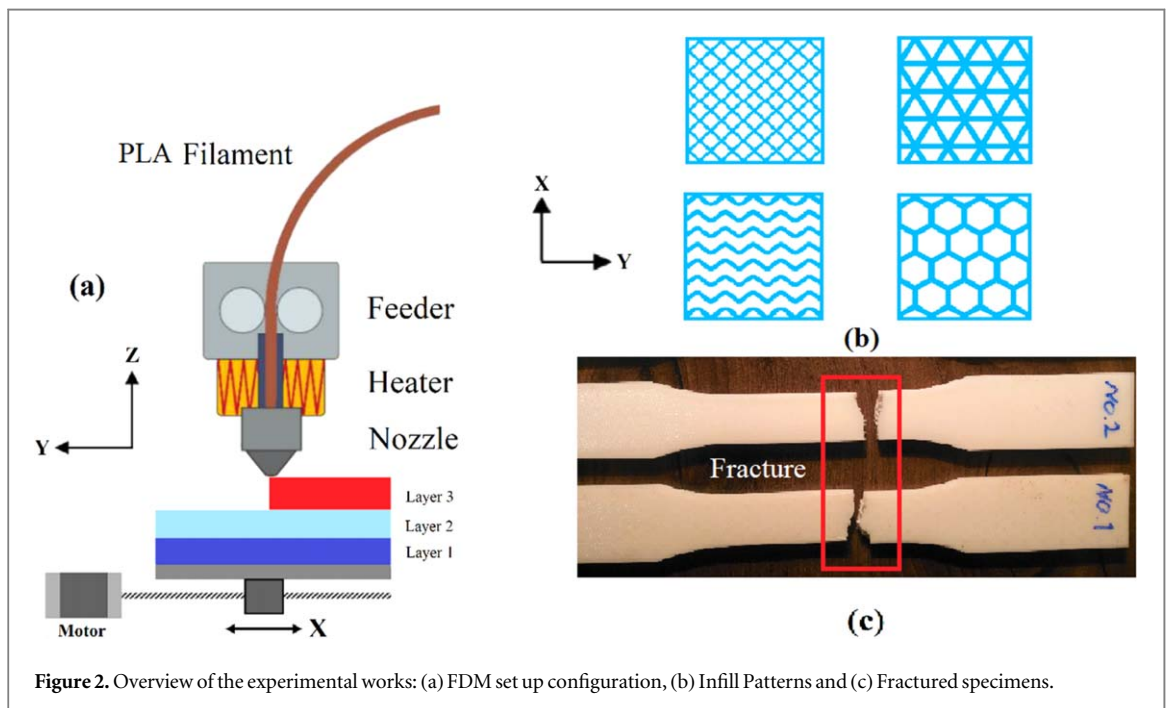 PLA Filament
(a)
Feeder
Z
Heater
Y
Nozzle
Layer 3
Layer 2
Layer 1
Motor
X
X
Y
(b)
Fracture
No.2
No.1
(c)
Figure 2. Overview of the experimental works: (a) FDM set up configuration, (b) Infill Patterns and (c) Fractured specimens.